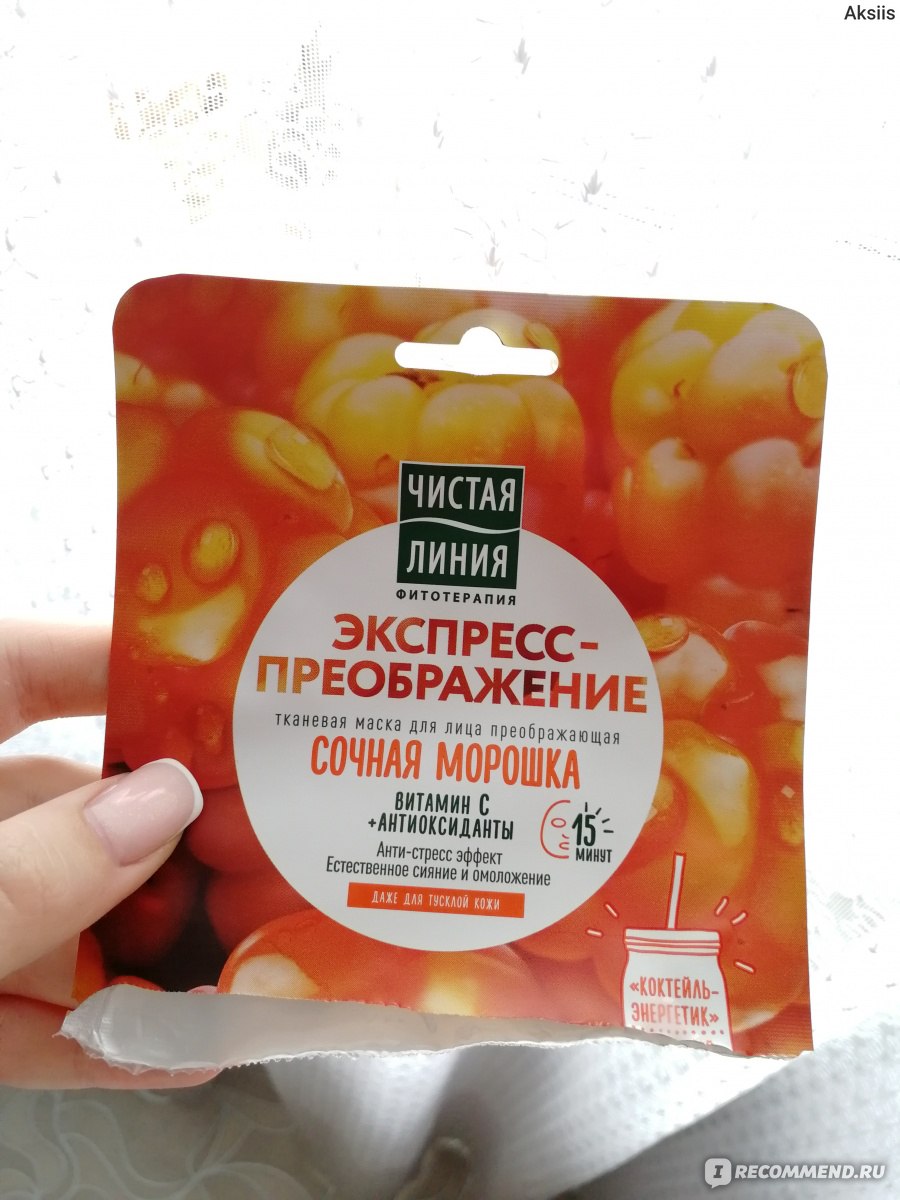 Aksiis
ЧИСТАЯ
ЛИНИЯ
ФИТОТЕРАПИЯ
ЭКСПРЕСС-
ПРЕОБРАЖЕНИЕ
тканевая маска для лица преображающая
СОЧНАЯ МОРОШКА
ВИТАМИН С
+АНТИОКСИДАНТЫ
15
МИНУТ
Анти-стресс эффект
Естественное сияние и омоложение
ДАЖЕ ДЛЯ ТУСКЛОЙ КОЖИ
«КОКТЕЙЛЬ-
ЭНЕРГЕТИК»
IRECOMMEND.RU